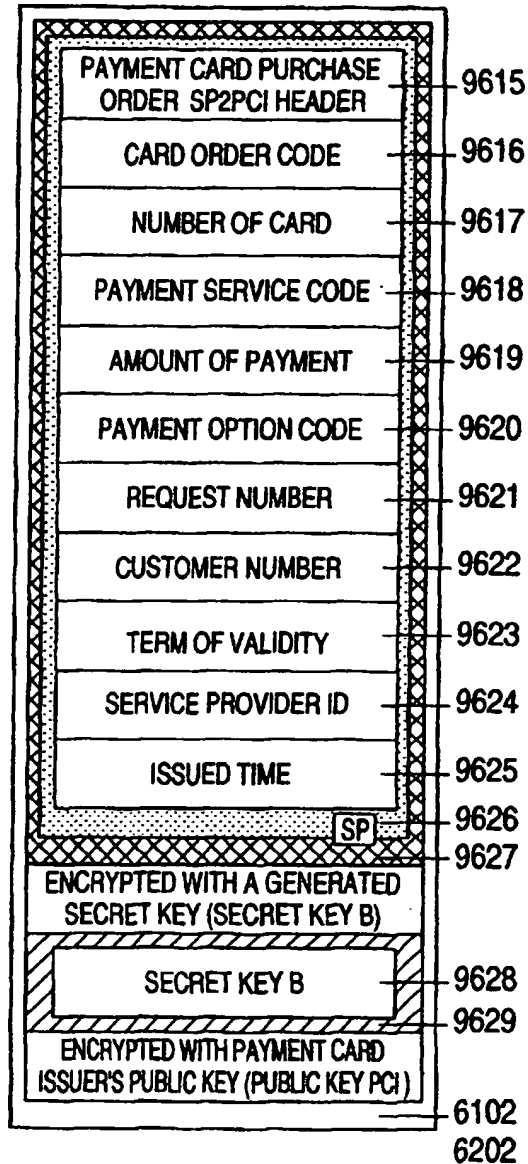 PAYMENT CARD PURCHASE
ORDER SP2PCI HEADER
9615
CARD ORDER CODE
9616
NUMBER OF CARD
9617
PAYMENT SERVICE CODE
9618
AMOUNT OF PAYMENT
9619
PAYMENT OPTION CODE
9620
REQUEST NUMBER
9621
CUSTOMER NUMBER
9622
TERM OF VALIDITY
9623
SERVICE PROVIDER ID
9624
ISSUED TIME
9625
SP
9626
9627
ENCRYPTED WITH A GENERATED
SECRET KEY (SECRET KEY B)
SECRET KEY B
9628
9629
ENCRYPTED WITH PAYMENT CARD
ISSUER'S PUBLIC KEY (PUBLIC KEY PCI)
6102
6202